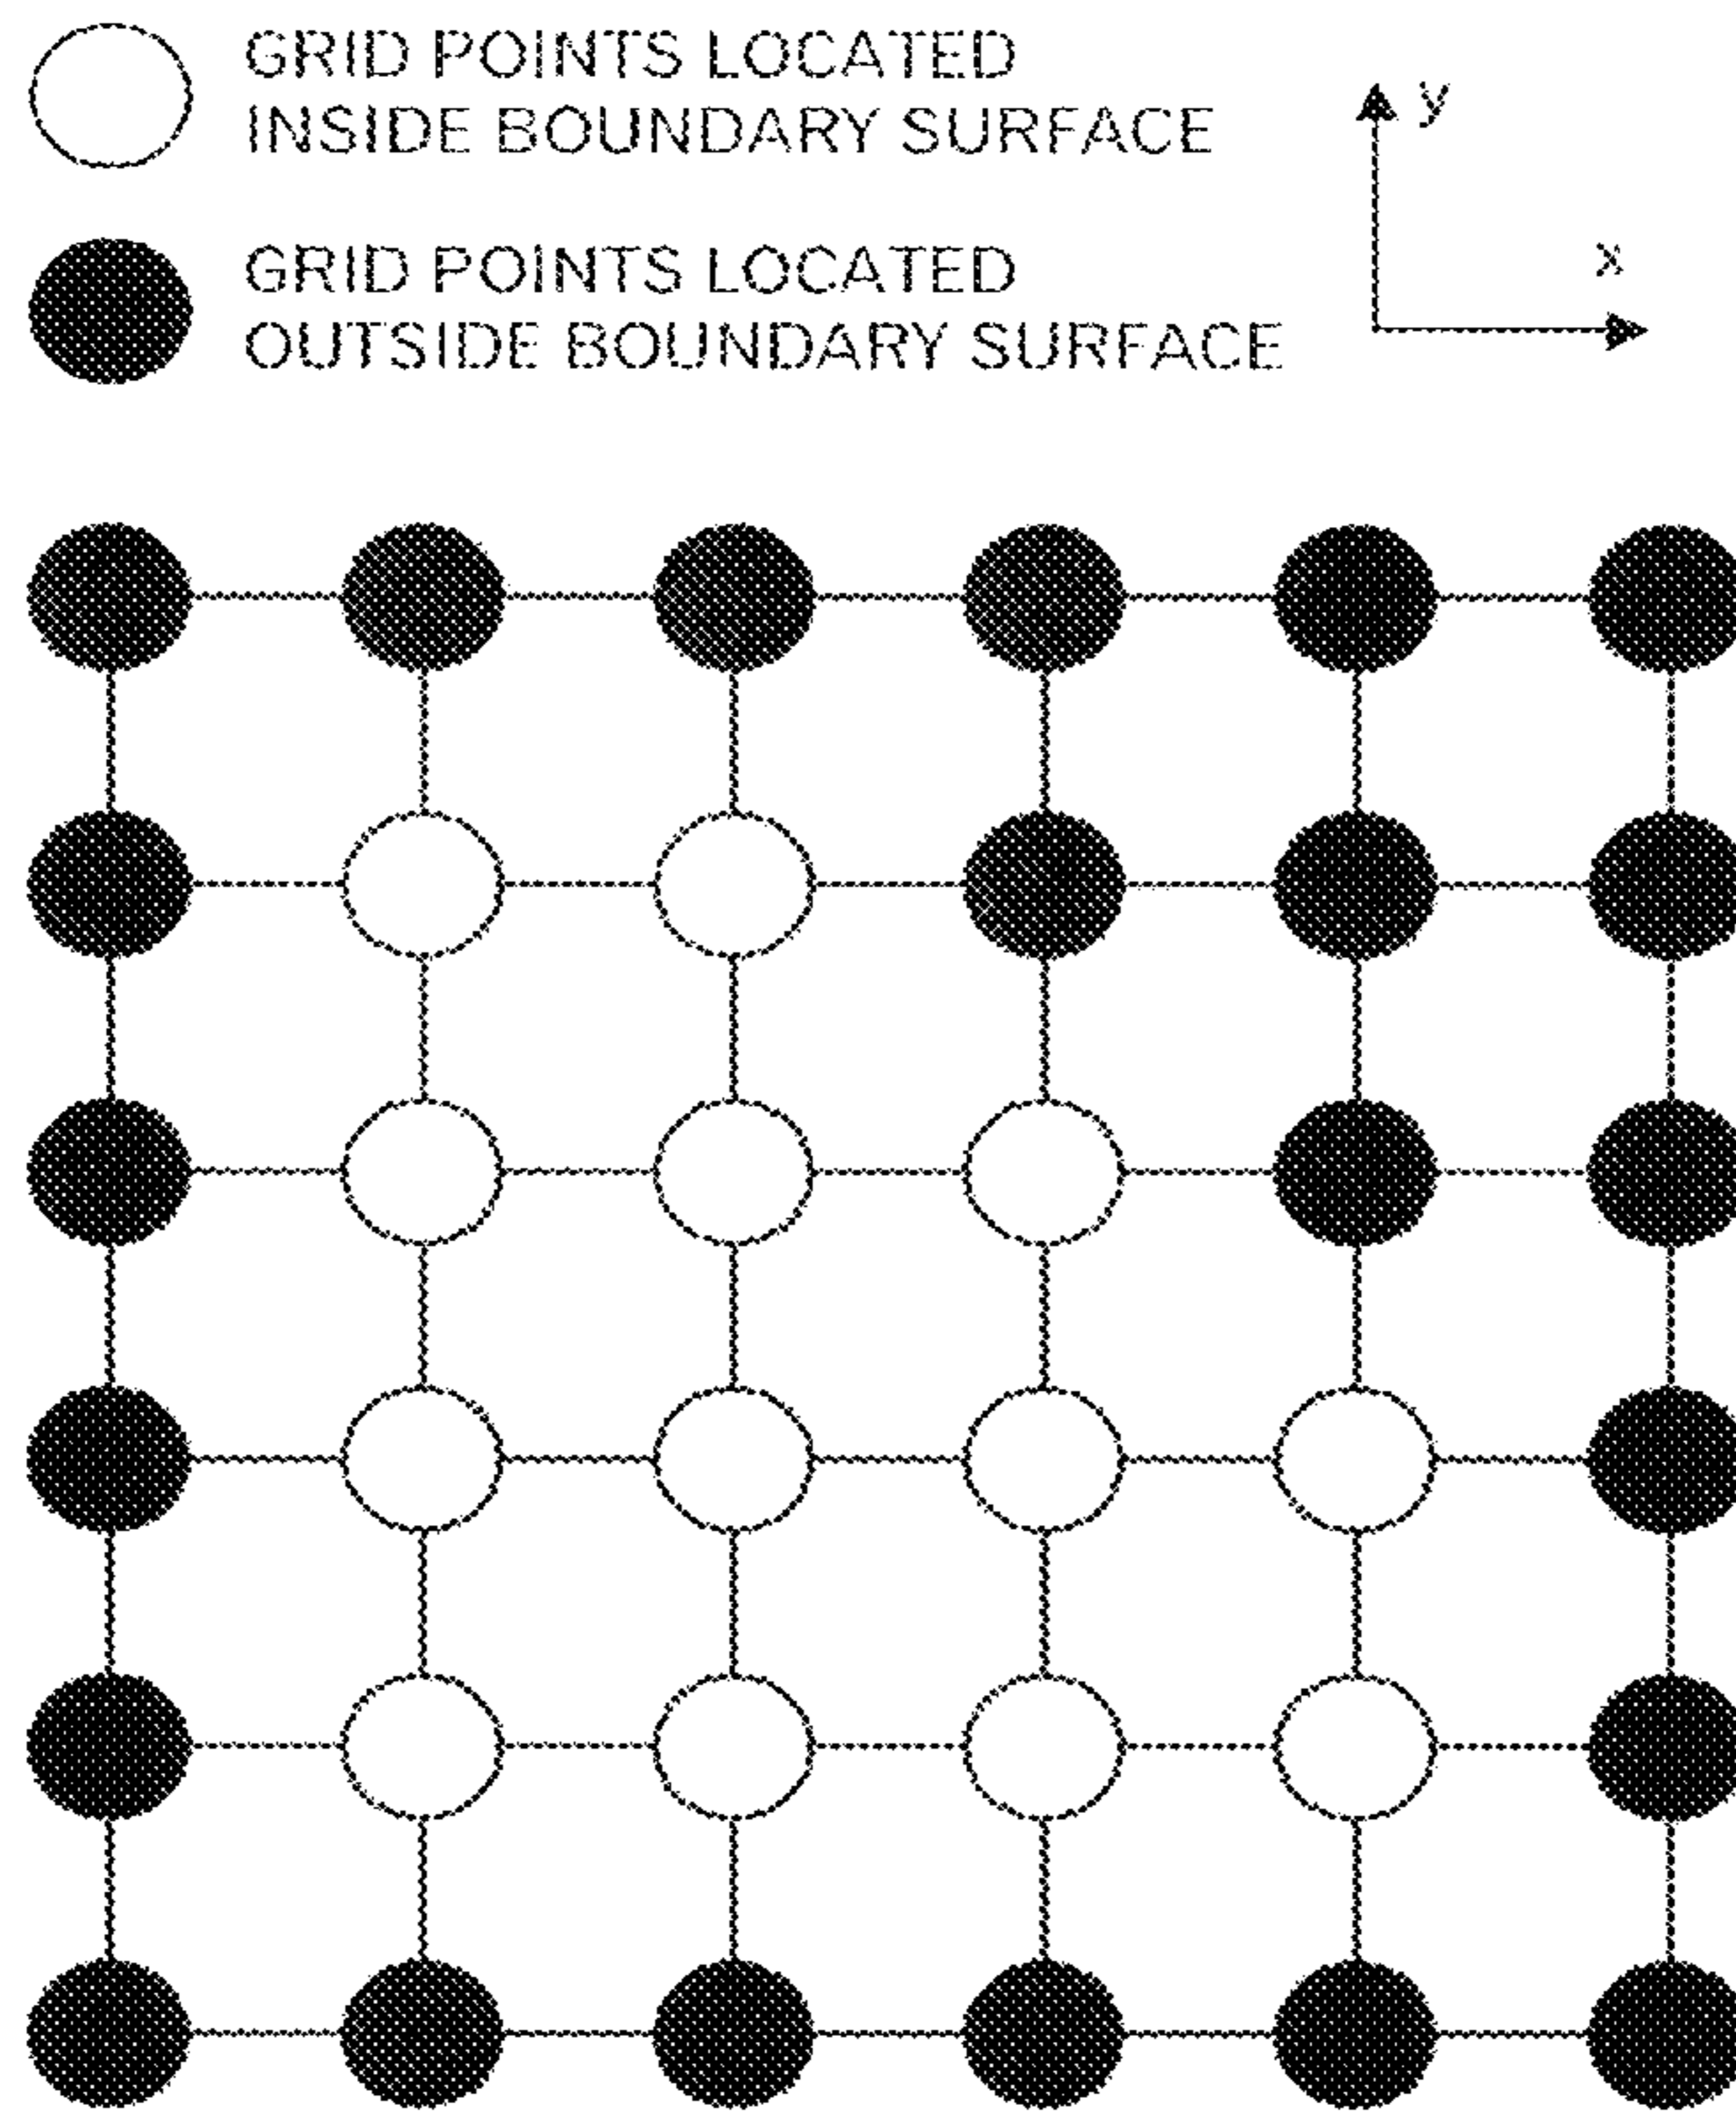 GRID POINTS LOCATED
INSIDE BOUNDARY SURFACE
y
GRID POINTS LOCATED
OUTSIDE BOUNDARY SURFACE
x